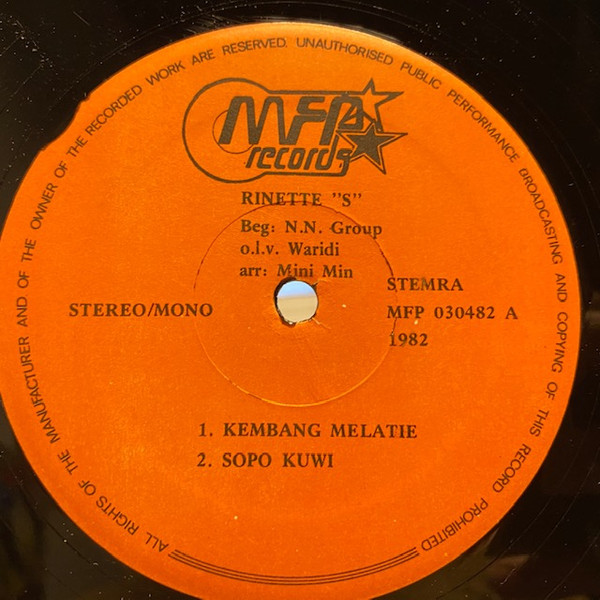 ALL RIGHTS OF THE MANUFACTURER AND OF THE OWNER OF THE RECORDED WORK ARE RESERVED. UNAUTHORISED PUBLIC PERFORMANCE BROADCASTING AND COPYING OF THIS RECORD PROHIBITED
MFP
records
RINETTE "S"
Beg: N.N. Group
o.l.v. Waridi
arr: Mini Min
STEREO/MONO
STEMRA
MFP 030482 A
1982
1. KEMBANG MELATIE
2. SOPO KUWI